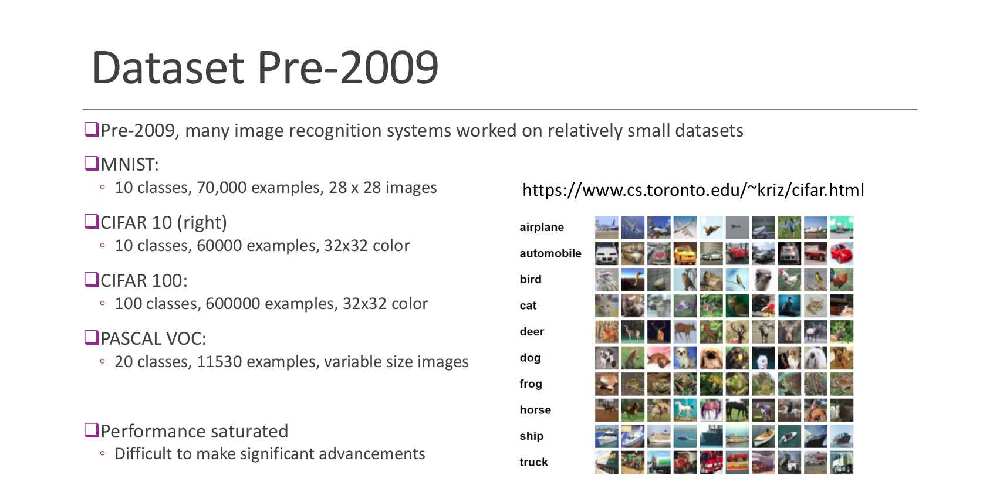 Dataset Pre-2009
❑Pre-2009, many image recognition systems worked on relatively small datasets
❑MNIST:
◦ 10 classes, 70,000 examples, 28 x 28 images
❑CIFAR 10 (right)
◦ 10 classes, 60000 examples, 32x32 color
❑CIFAR 100:
◦ 100 classes, 600000 examples, 32x32 color
❑PASCAL VOC:
◦ 20 classes, 11530 examples, variable size images
❑Performance saturated
◦ Difficult to make significant advancements
https://www.cs.toronto.edu/~kriz/cifar.html
airplane
automobile
bird
cat
deer
dog
frog
horse
ship
truck